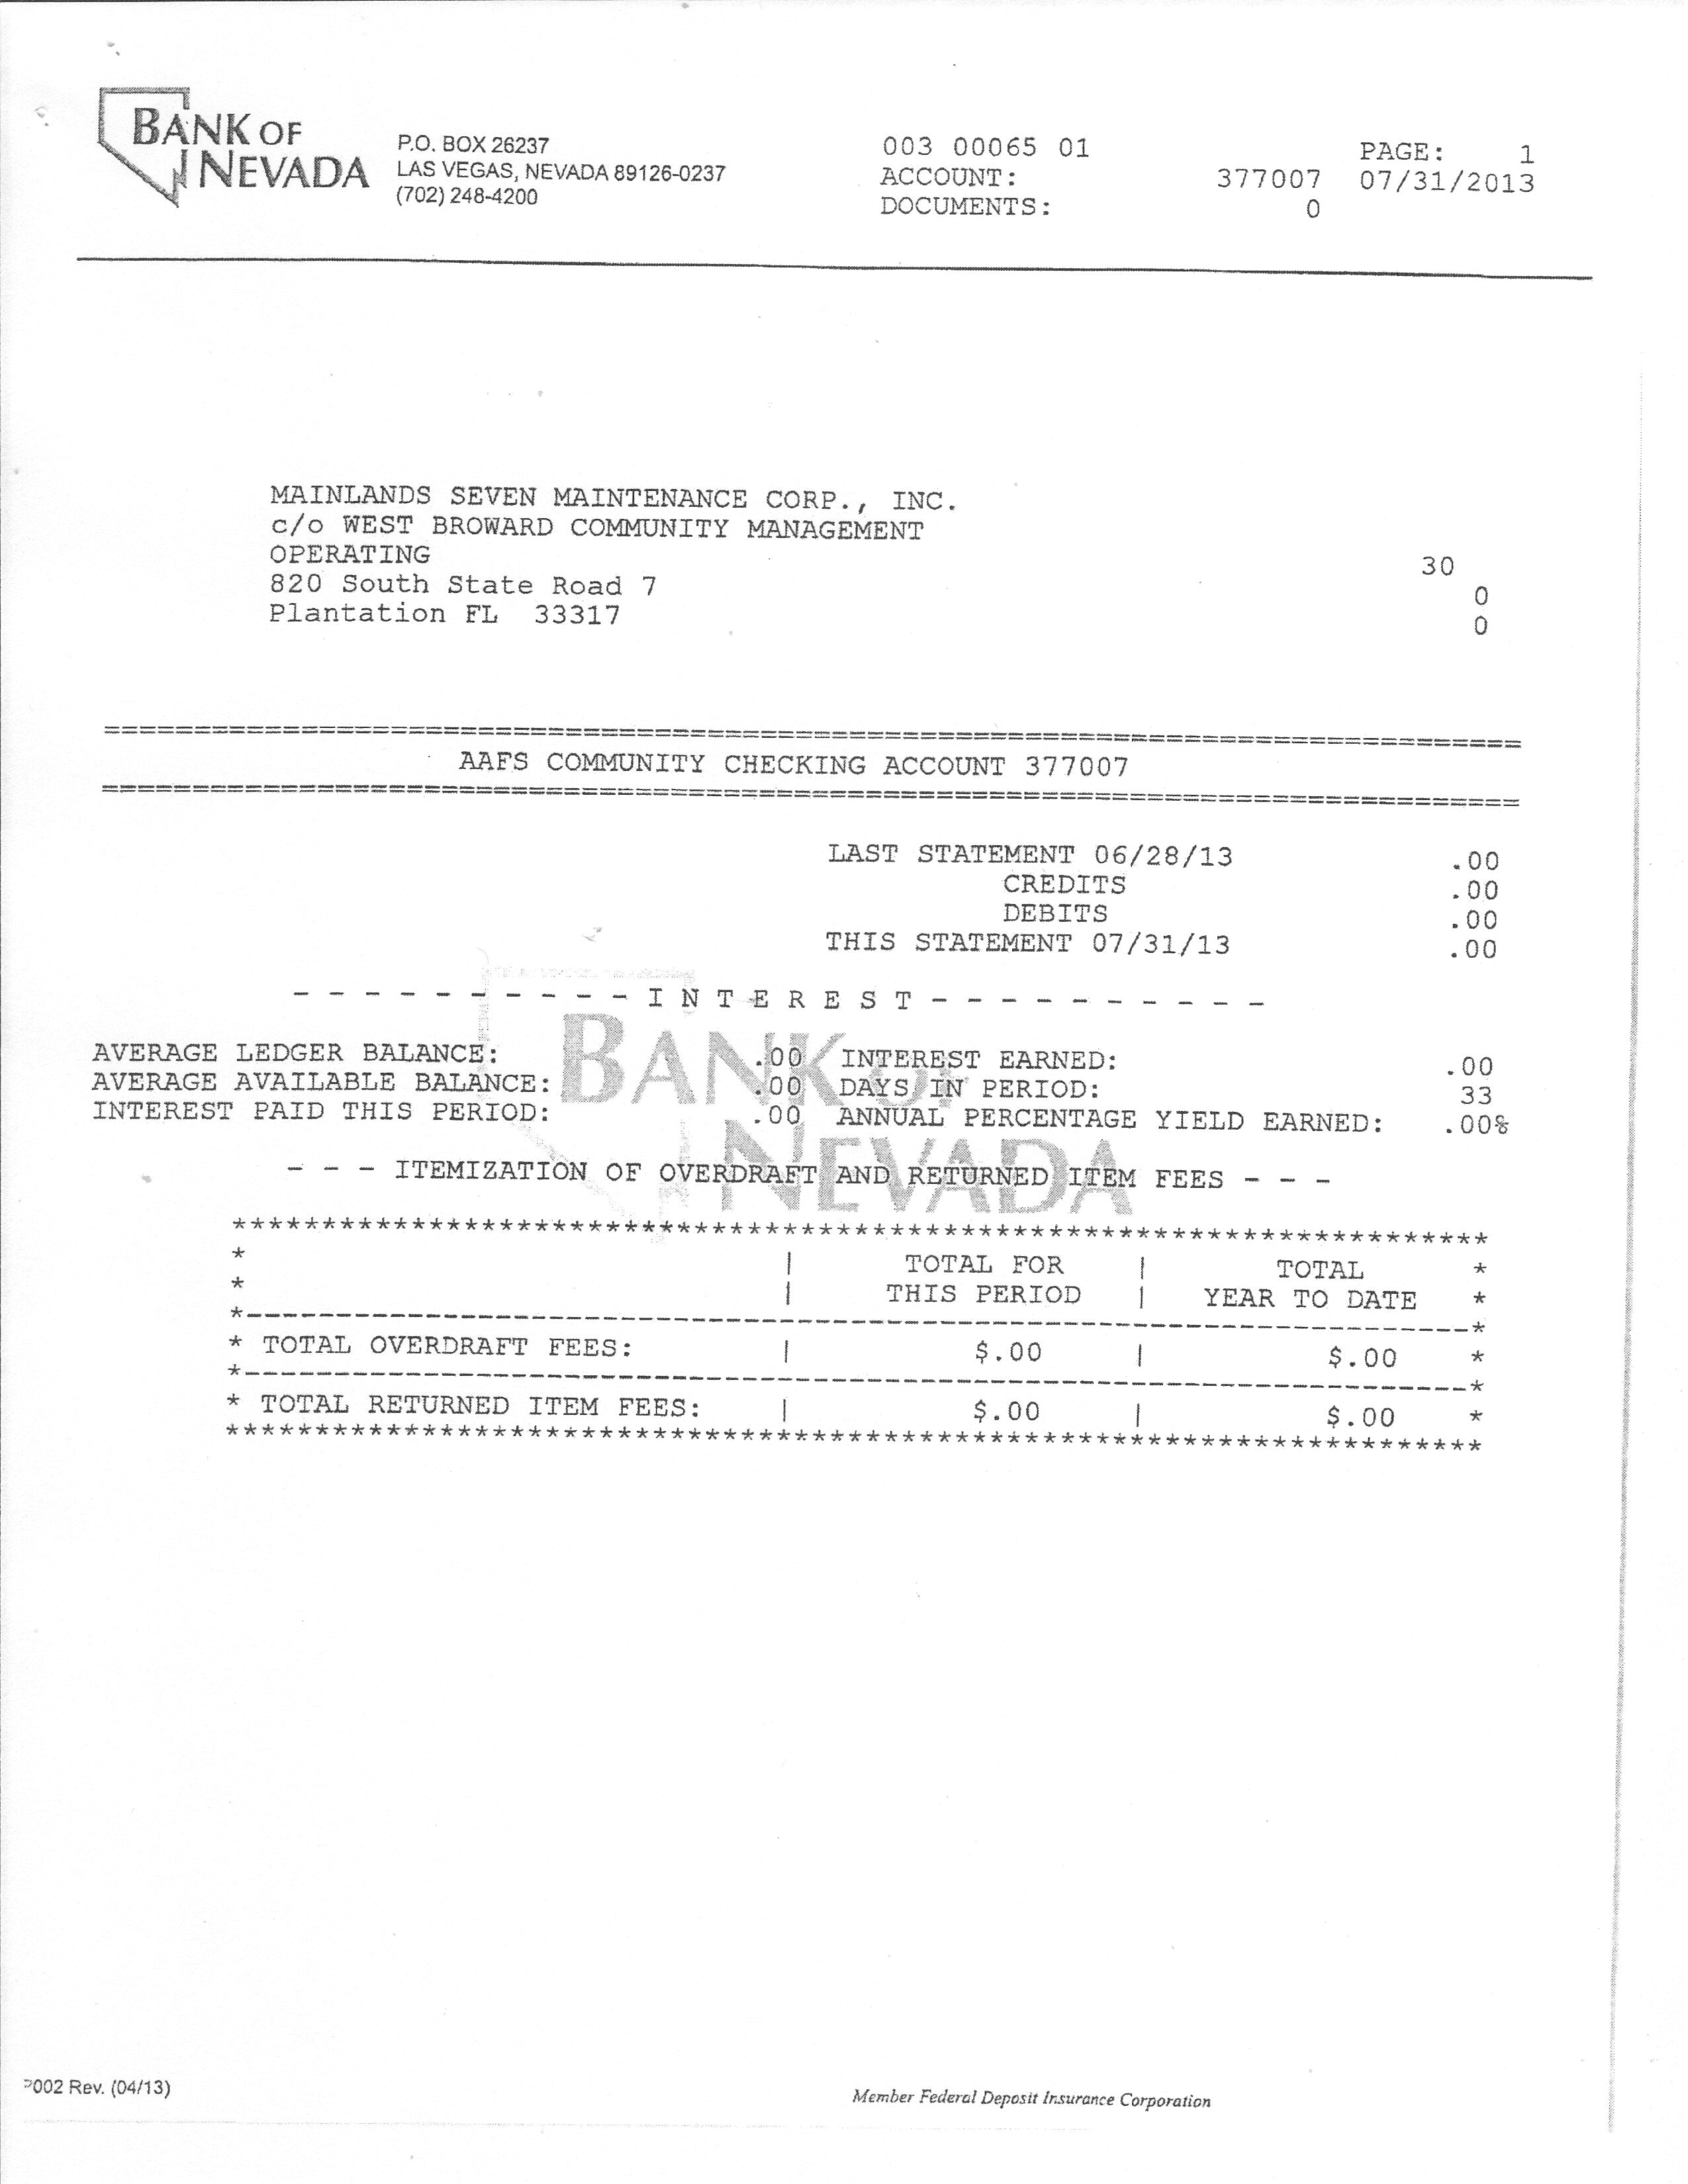 BANK OF
NEVADA
P.O. BOX 26237
LAS VEGAS, NEVADA 89126-0237
(702) 248-4200
003 00065 01 PAGE: 1
ACCOUNT: 377007 07/31/2013
DOCUMENTS: 0
MAINLANDS SEVEN MAINTENANCE CORP., INC.
c/o WEST BROWARD COMMUNITY MANAGEMENT
OPERATING 30
820 South State Road 7 0
Plantation FL 33317 0
================================================================================
AAFS COMMUNITY CHECKING ACCOUNT 377007
================================================================================
LAST STATEMENT 06/28/13 .00
CREDITS .00
DEBITS .00
THIS STATEMENT 07/31/13 .00
- - - - - - - - - - I N T E R E S T - - - - - - - - - -
BANK OF
NEVADA
AVERAGE LEDGER BALANCE: .00 INTEREST EARNED: .00
AVERAGE AVAILABLE BALANCE: .00 DAYS IN PERIOD: 33
INTEREST PAID THIS PERIOD: .00 ANNUAL PERCENTAGE YIELD EARNED: .00%
- - - ITEMIZATION OF OVERDRAFT AND RETURNED ITEM FEES - - -
***********************************************************************
* | TOTAL FOR | TOTAL *
* | THIS PERIOD | YEAR TO DATE *
*---------------------------------------------------------------------*
* TOTAL OVERDRAFT FEES: | $.00 | $.00 *
*---------------------------------------------------------------------*
* TOTAL RETURNED ITEM FEES: | $.00 | $.00 *
***********************************************************************
002 Rev. (04/13)
Member Federal Deposit Insurance Corporation